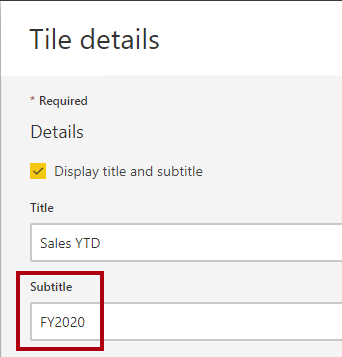 Tile details
* Required
Details
Display title and subtitle
Title
Sales YTD
Subtitle
FY2020